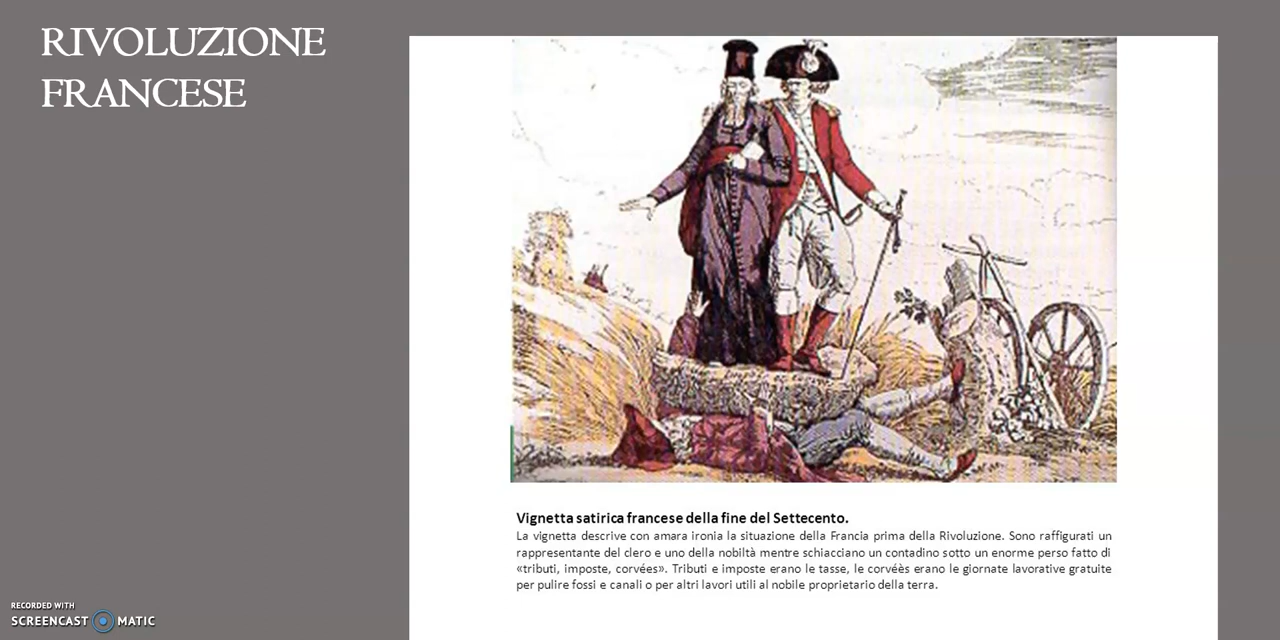 RIVOLUZIONE
FRANCESE
Vignetta satirica francese della fine del Settecento.
La vignetta descrive con amara ironia la situazione della Francia prima della Rivoluzione. Sono raffigurati un
rappresentante del clero e uno della nobiltà mentre schiacciano un contadino sotto un enorme perso fatto di
«tributi, imposte, corvées». Tributi e imposte erano le tasse, le corvéès erano le giornate lavorative gratuite
per pulire fossi e canali o per altri lavori utili al nobile proprietario della terra.
RECORDED WITH
SCREENCAST MATIC